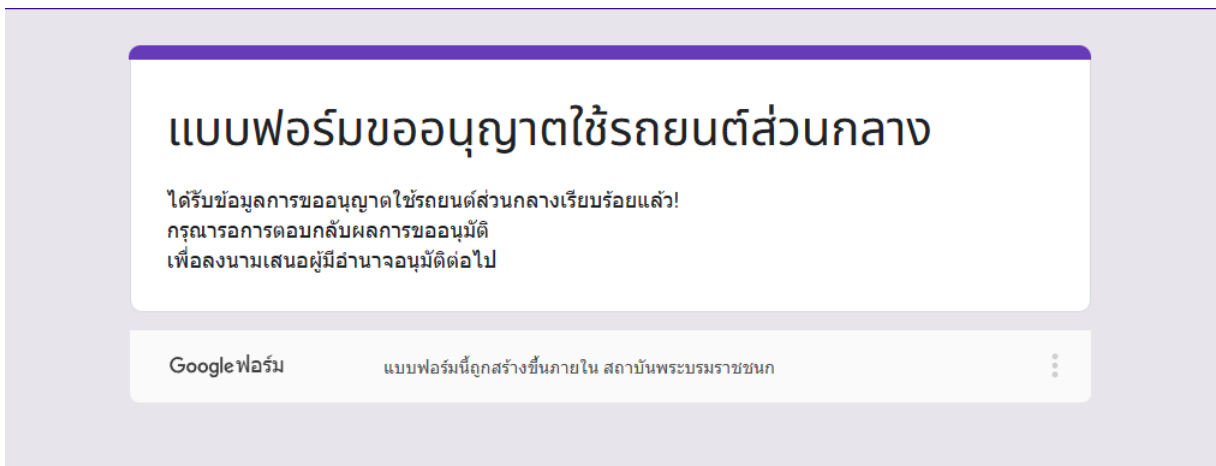 แบบฟอร์มขออนุญาตใช้รถยนต์ส่วนกลาง
ได้รับข้อมูลการขออนุญาตใช้รถยนต์ส่วนกลางเรียบร้อยแล้ว!
กรุณารอการตอบกลับผลการขออนุมัติ
เพื่อลงนามเสนอผู้มีอำนาจอนุมัติต่อไป
Google ฟอร์ม
แบบฟอร์มนี้ถูกสร้างขึ้นภายใน สถาบันพระบรมราชชนก